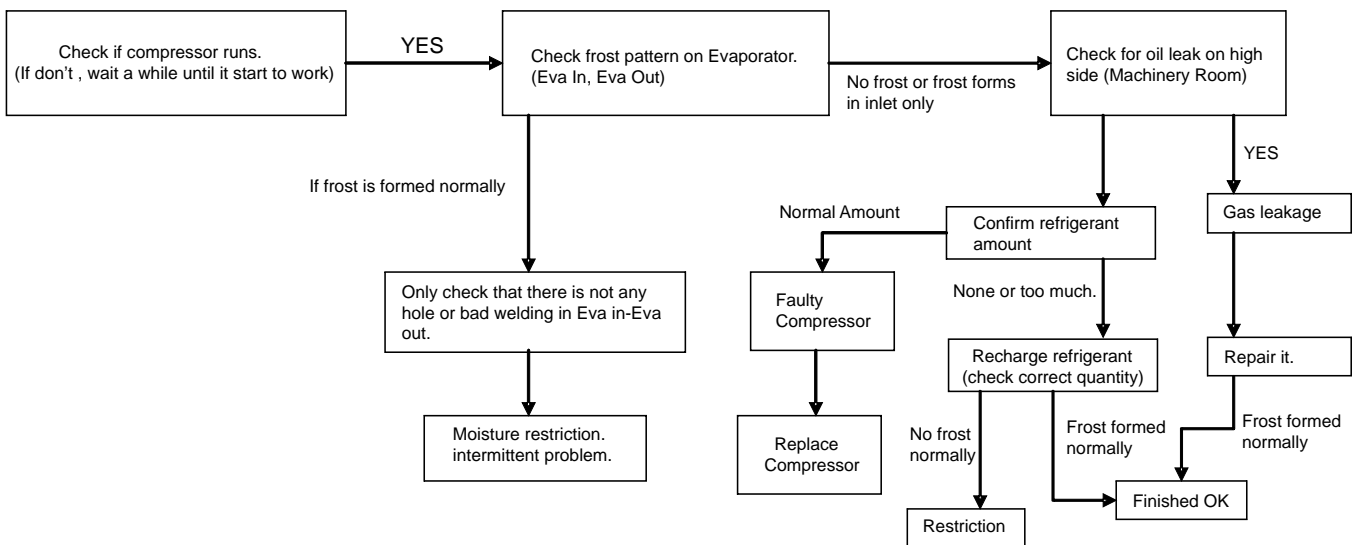 Check if compressor runs.
(If don't , wait a while until it start to work)
YES
Check frost pattern on Evaporator.
(Eva In, Eva Out)
No frost or frost forms
in inlet only
Check for oil leak on high
side (Machinery Room)
YES
If frost is formed normally
Normal Amount
Confirm refrigerant
amount
Gas leakage
Only check that there is not any
hole or bad welding in Eva in-Eva
out.
Faulty
Compressor
None or too much.
Recharge refrigerant
(check correct quantity)
Repair it.
Moisture restriction.
intermittent problem.
Replace
Compressor
No frost
normally
Frost formed
normally
Frost formed
normally
Finished OK
Restriction